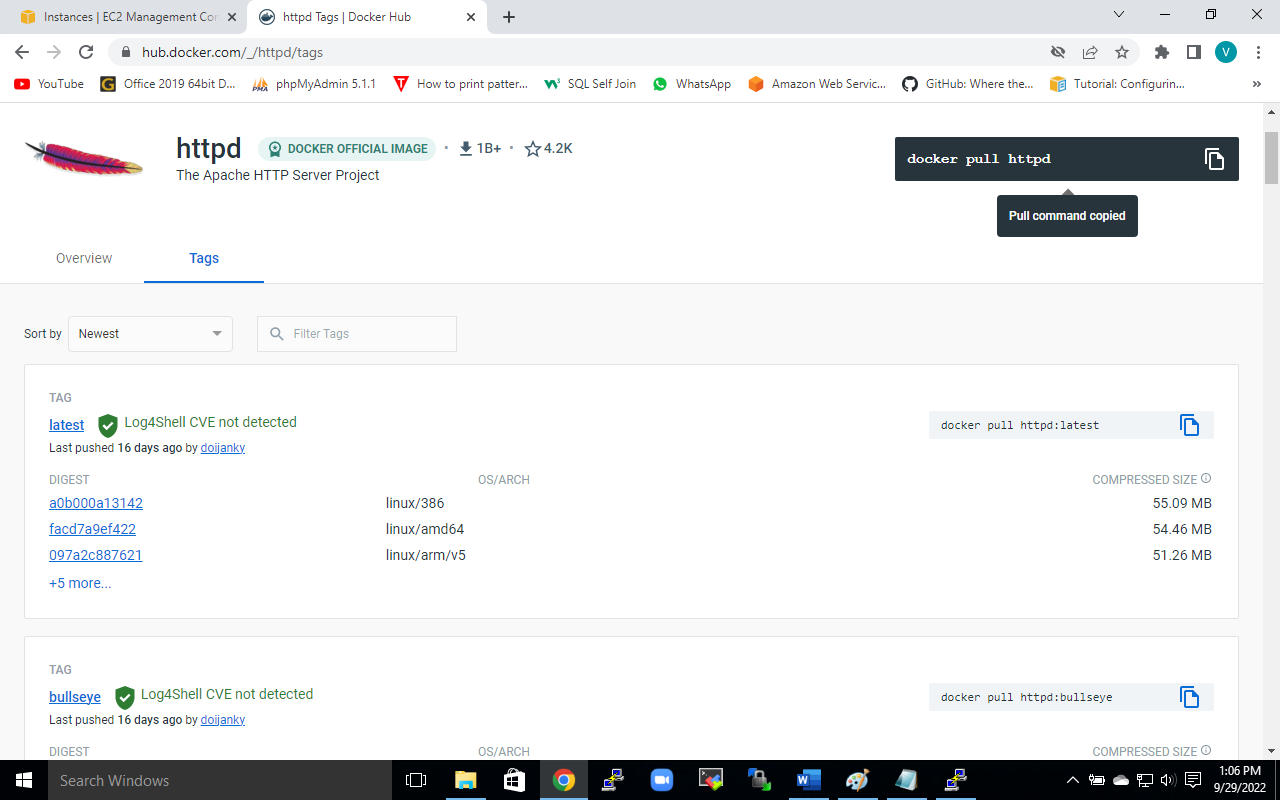 Instances | EC2 Management Con
httpd Tags | Docker Hub
hub.docker.com/_/httpd/tags
V
YouTube
Office 2019 64bit D...
phpMyAdmin 5.1.1
How to print patter...
SQL Self Join
WhatsApp
Amazon Web Servic...
GitHub: Where the...
Tutorial: Configurin...
»
httpd
DOCKER OFFICIAL IMAGE
• 1B+ • 4.2K
The Apache HTTP Server Project
docker pull httpd
Pull command copied
Overview
Tags
Sort by
Newest
Filter Tags
TAG
latest
Log4Shell CVE not detected
docker pull httpd:latest
Last pushed 16 days ago by doijanky
DIGEST OS/ARCH COMPRESSED SIZE
a0b000a13142 linux/386 55.09 MB
facd7a9ef422 linux/amd64 54.46 MB
097a2c887621 linux/arm/v5 51.26 MB
+5 more...
TAG
bullseye
Log4Shell CVE not detected
docker pull httpd:bullseye
Last pushed 16 days ago by doijanky
DIGEST OS/ARCH COMPRESSED SIZE
Search Windows
1:06 PM
9/29/2022